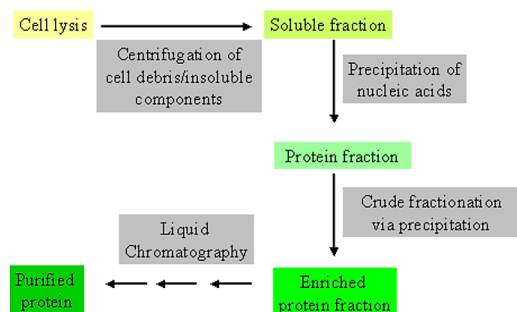 Cell lysis
Centrifugation of
cell debris/insoluble
components
Soluble fraction
Precipitation of
nucleic acids
Protein fraction
Crude fractionation
via precipitation
Enriched
protein fraction
Liquid
Chromatography
Purified
protein